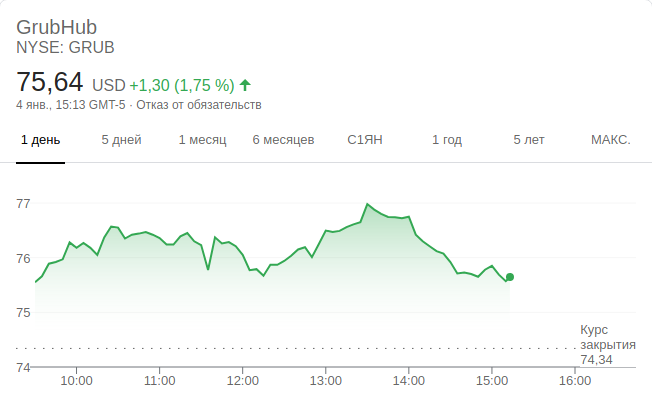 GrubHub
NYSE: GRUB
75,64 USD +1,30 (1,75 %)
4 янв., 15:13 GMT-5 · Отказ от обязательств
1 день 5 дней 1 месяц 6 месяцев С1ЯН 1 год 5 лет МАКС.
77
76
75
74
Курс
закрытия
74,34
10:00 11:00 12:00 13:00 14:00 15:00 16:00